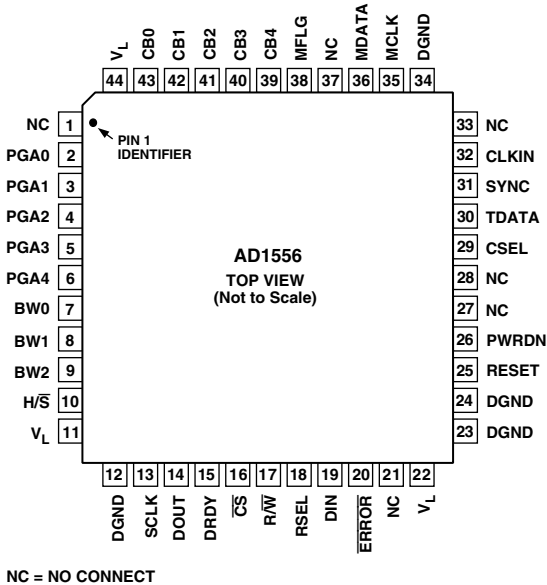 44 43 42 41 40 39 38 37 36 35 34
V_L CB0 CB1 CB2 CB3 CB4 MFLG NC MDATA MCLK DGND
NC 1
PGA0 2
PGA1 3
PGA2 4
PGA3 5
PGA4 6
BW0 7
BW1 8
BW2 9
H/S̅ 10
V_L 11
PIN 1
IDENTIFIER
AD1556
TOP VIEW
(Not to Scale)
33 NC
32 CLKIN
31 SYNC
30 TDATA
29 CSEL
28 NC
27 NC
26 PWRDN
25 RESET
24 DGND
23 DGND
12 13 14 15 16 17 18 19 20 21 22
DGND SCLK DOUT DRDY C̅S̅ R/W̅ RSEL DIN E̅R̅R̅O̅R̅ NC V_L
NC = NO CONNECT